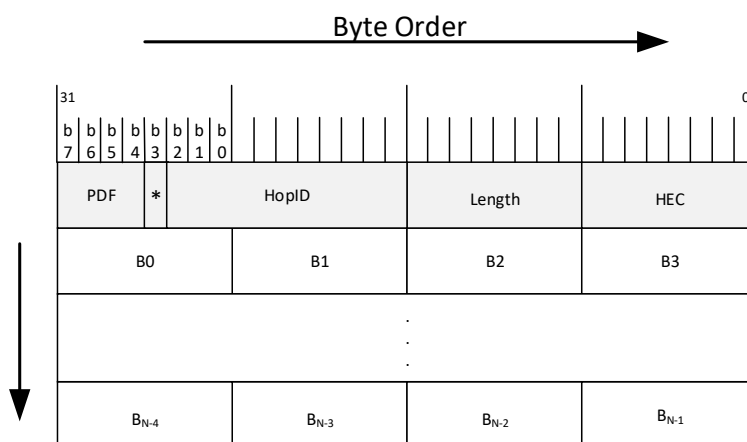 Byte Order
31 0
b b b b b b b b
7 6 5 4 3 2 1 0
PDF * HopID Length HEC
B0 B1 B2 B3
.
.
.
BN-4 BN-3 BN-2 BN-1